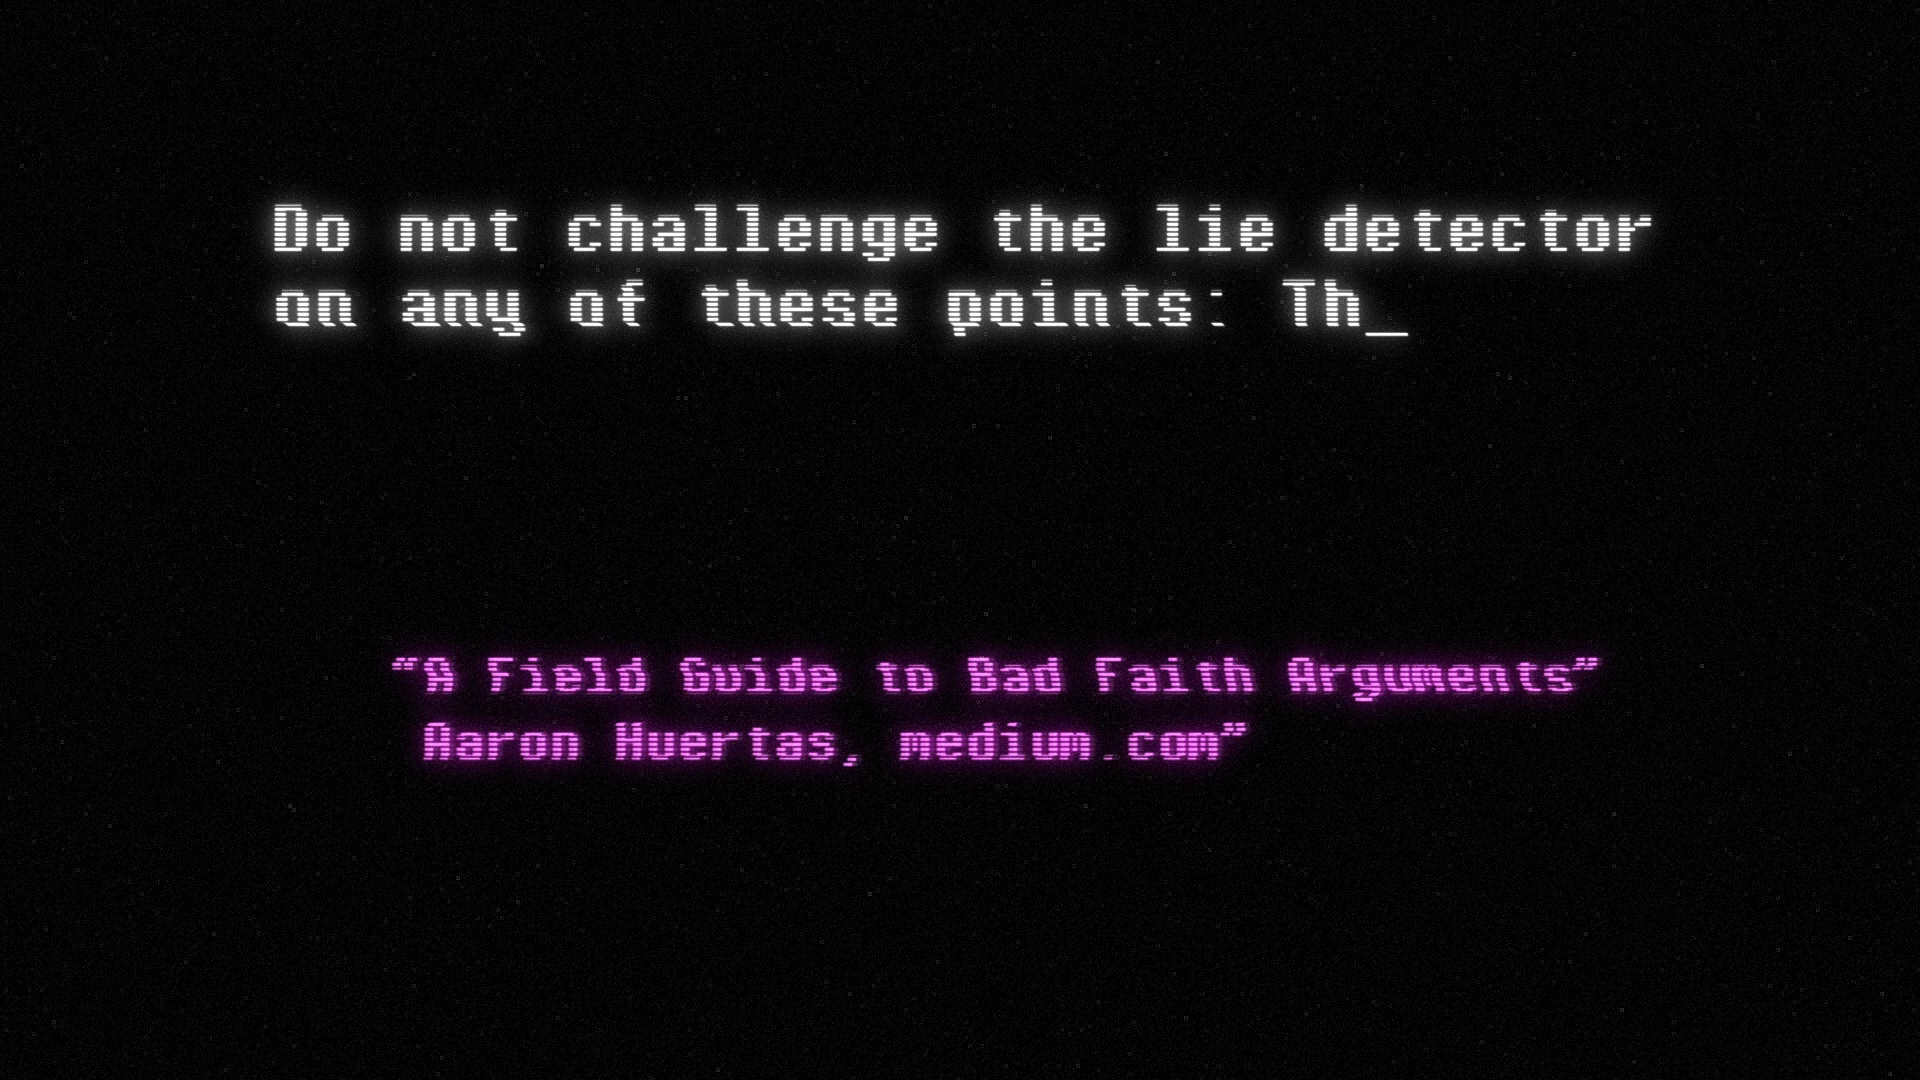 Do not challenge the lie detector
on any of these points: Th_
“A Field Guide to Bad Faith Arguments”
Aaron Huertas, medium.com”